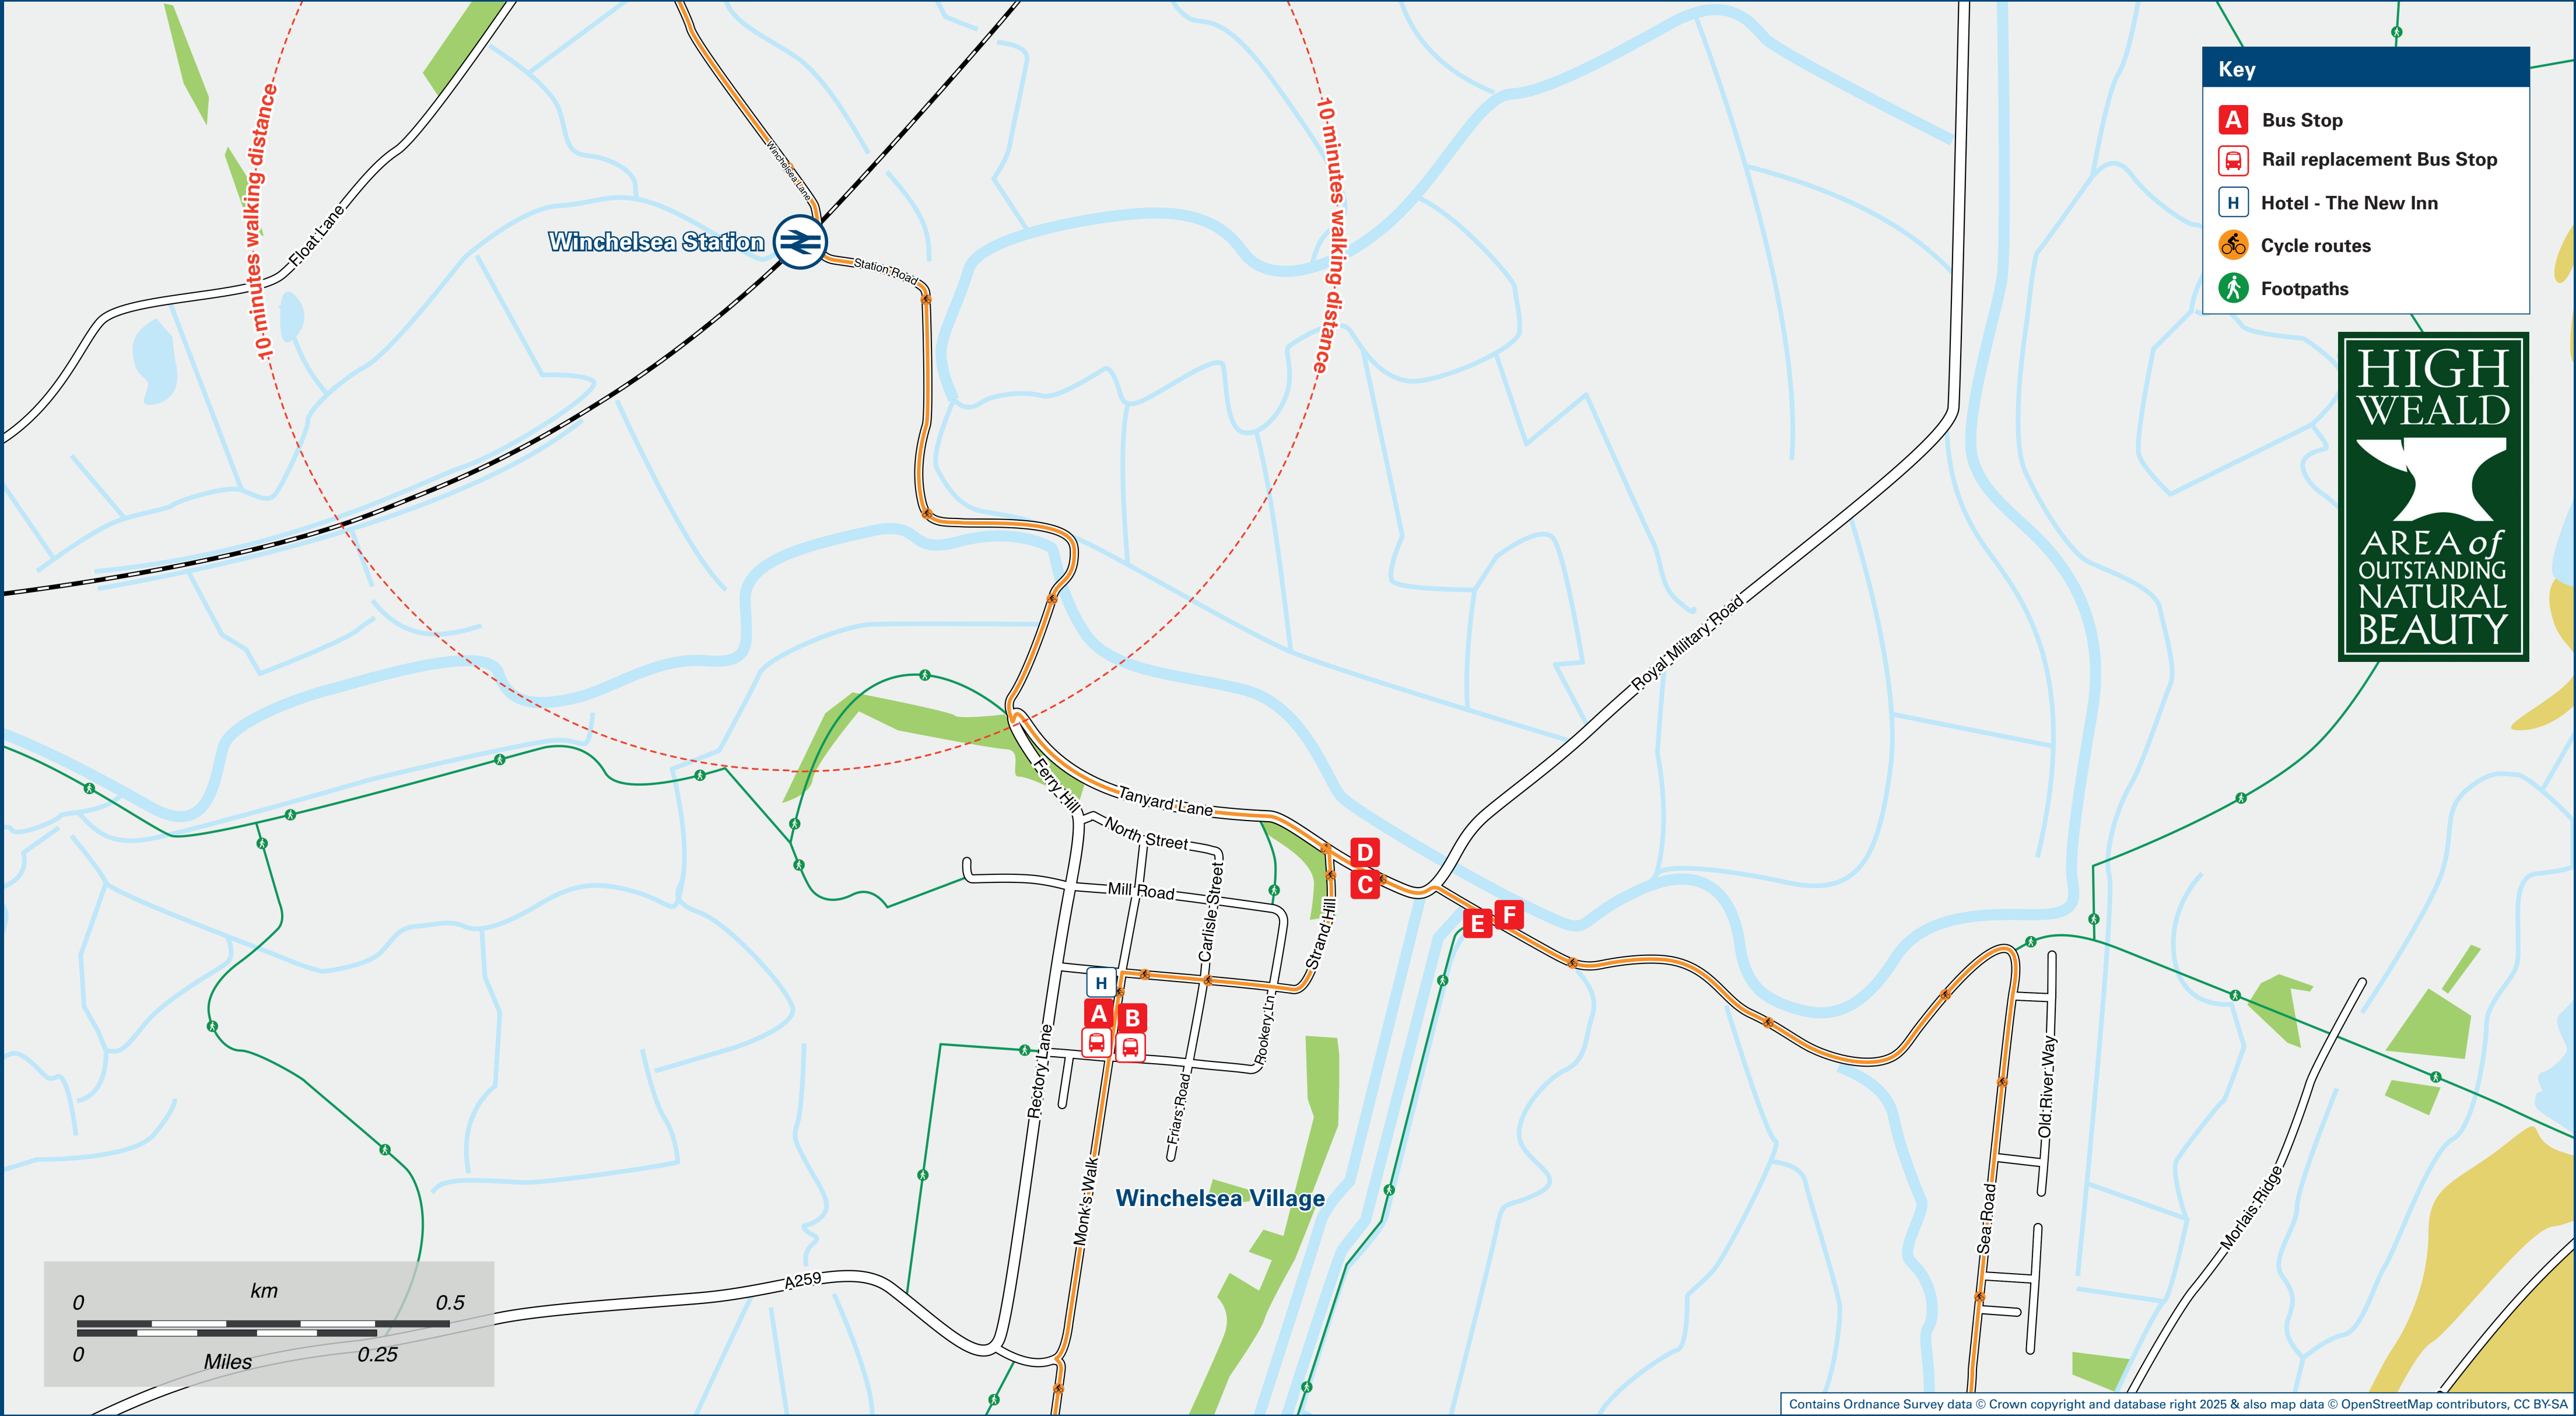 Key
A Bus Stop
Rail replacement Bus Stop
H Hotel - The New Inn
Cycle routes
Footpaths
HIGH
WEALD
AREA of
OUTSTANDING
NATURAL
BEAUTY
10 minutes walking distance
10 minutes walking distance
Float Lane
Winchelsea Lane
Winchelsea Station
Station Road
Royal Military Road
Ferry Hill
Tanyard Lane
North Street
Mill Road
Carlisle Street
Strand Hill
D
C
E
F
H
A
B
Rectory Lane
Rookery Ln
Friars Road
Monk's Walk
Winchelsea Village
Old River Way
Sea Road
Morlais Ridge
A259
km
0 0.5
0 0.25
Miles
Contains Ordnance Survey data © Crown copyright and database right 2025 & also map data © OpenStreetMap contributors, CC BY-SA